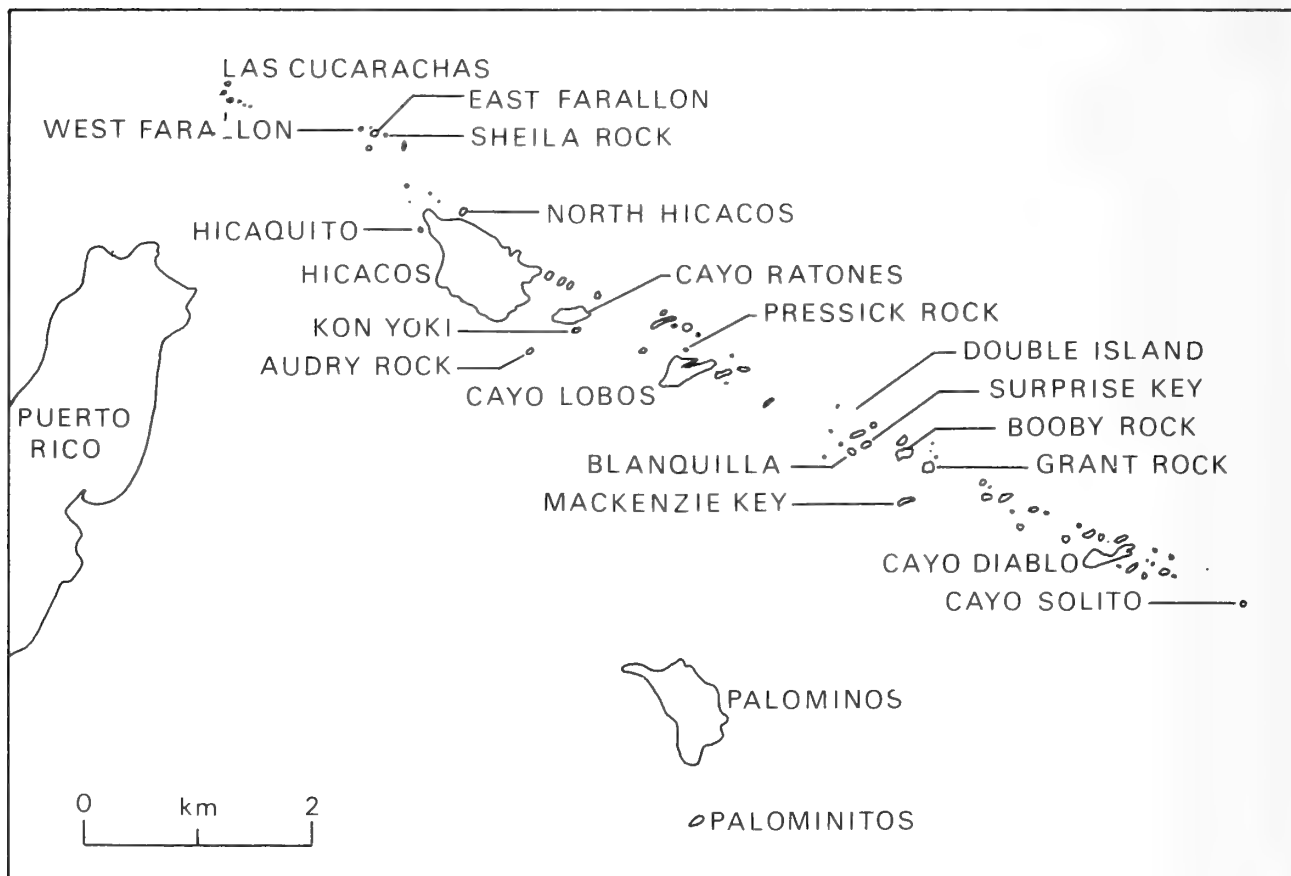 LAS CUCARACHAS
EAST FARALLON
WEST FARALLON
SHEILA ROCK
NORTH HICACOS
HICAQUITO
HICACOS
CAYO RATONES
PRESSICK ROCK
KON YOKI
AUDRY ROCK
DOUBLE ISLAND
CAYO LOBOS
SURPRISE KEY
PUERTO
RICO
BOOBY ROCK
BLANQUILLA
GRANT ROCK
MACKENZIE KEY
CAYO DIABLO
CAYO SOLITO
PALOMINOS
0 km 2
PALOMINITOS